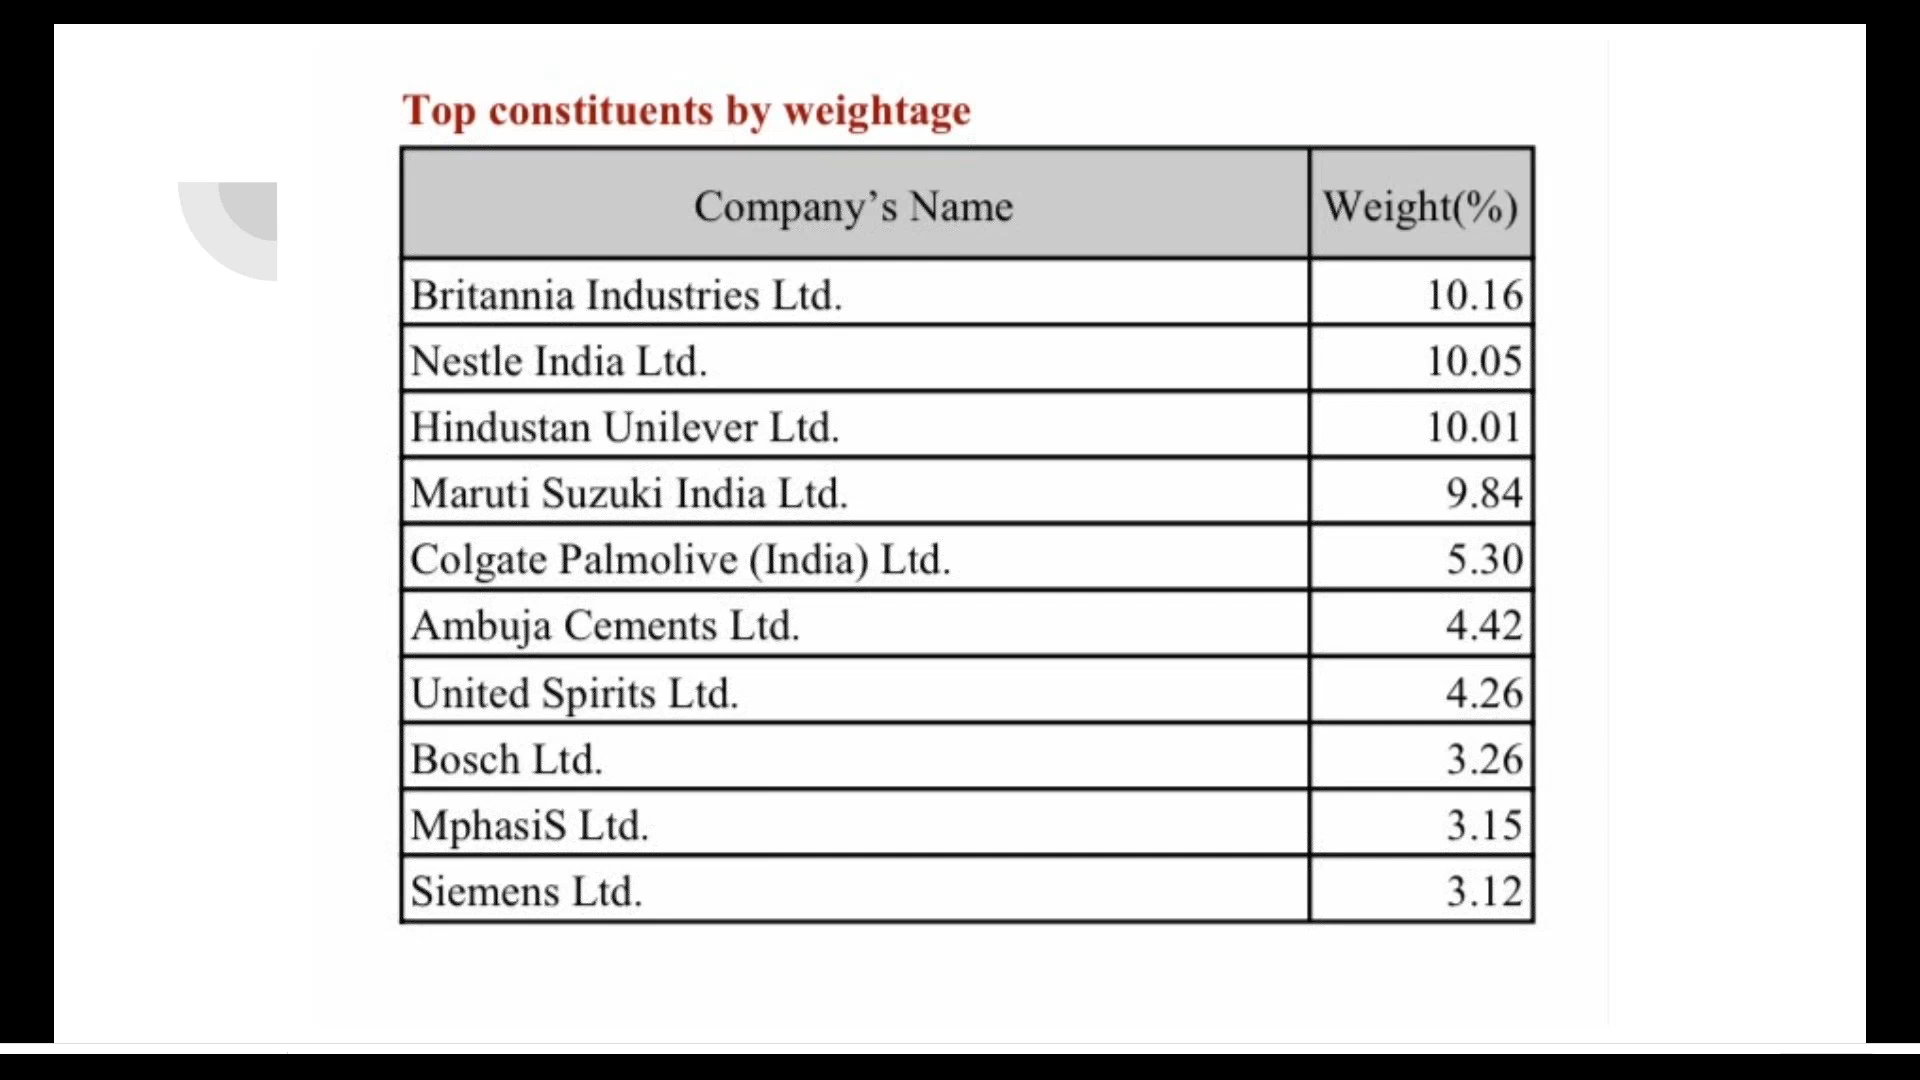 Top constituents by weightage
Company’s Name Weight(%)
Britannia Industries Ltd. 10.16
Nestle India Ltd. 10.05
Hindustan Unilever Ltd. 10.01
Maruti Suzuki India Ltd. 9.84
Colgate Palmolive (India) Ltd. 5.30
Ambuja Cements Ltd. 4.42
United Spirits Ltd. 4.26
Bosch Ltd. 3.26
MphasiS Ltd. 3.15
Siemens Ltd. 3.12